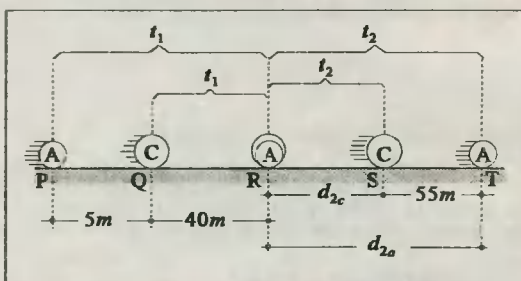 t₁ t₂
t₁ t₂
A C A C A
P Q R S T
5m 40m d₂c 55m
d₂a